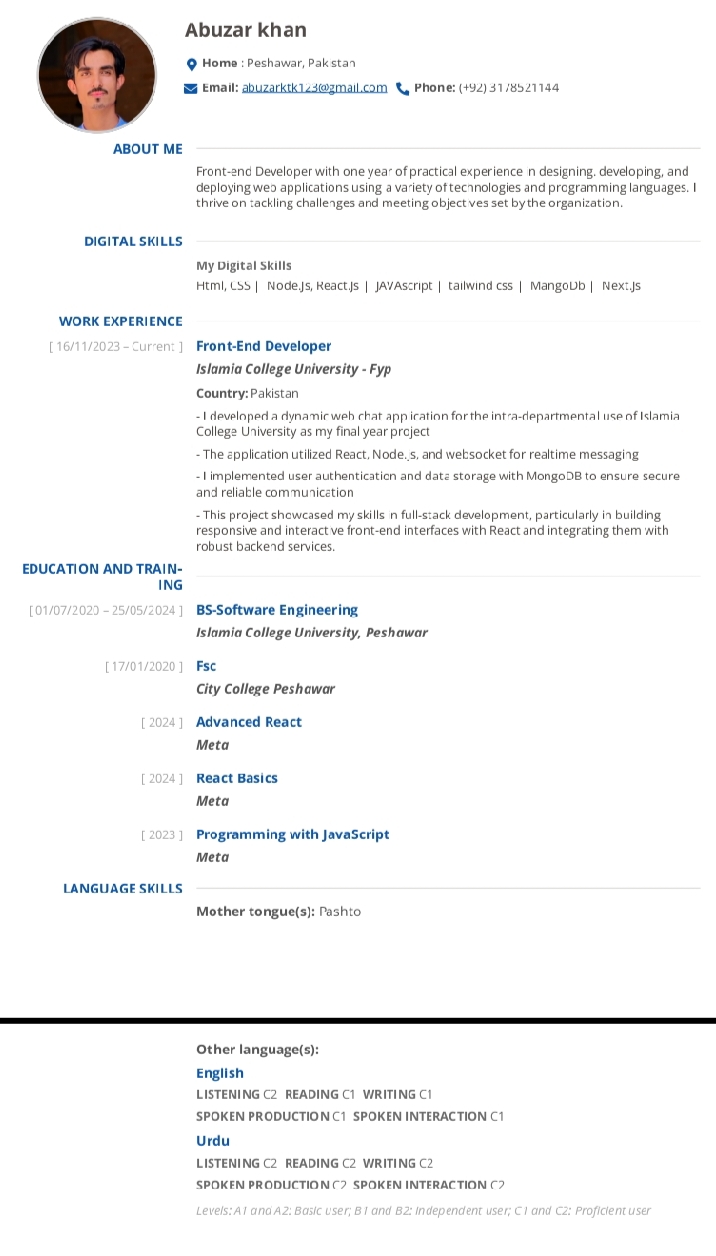 Abuzar khan
Home : Peshawar, Pakistan
Email: abuzarktk123@gmail.com Phone: (+92) 3178521144
ABOUT ME
Front-end Developer with one year of practical experience in designing, developing, and
deploying web applications using a variety of technologies and programming languages. I
thrive on tackling challenges and meeting objectives set by the organization.
DIGITAL SKILLS
My Digital Skills
Html, CSS | Node.Js, React.Js | JAVAscript | tailwind css | MangoDb | Next.Js
WORK EXPERIENCE
[ 16/11/2023 – Current ] Front-End Developer
Islamia College University - Fyp
Country: Pakistan
- I developed a dynamic web chat application for the intra-departmental use of Islamia
College University as my final year project
- The application utilized React, Node.js, and websocket for realtime messaging
- I implemented user authentication and data storage with MongoDB to ensure secure
and reliable communication
- This project showcased my skills in full-stack development, particularly in building
responsive and interactive front-end interfaces with React and integrating them with
robust backend services.
EDUCATION AND TRAIN-
ING
[ 01/07/2020 – 25/05/2024 ] BS-Software Engineering
Islamia College University, Peshawar
[ 17/01/2020 ] Fsc
City College Peshawar
[ 2024 ] Advanced React
Meta
[ 2024 ] React Basics
Meta
[ 2023 ] Programming with JavaScript
Meta
LANGUAGE SKILLS
Mother tongue(s): Pashto
Other language(s):
English
LISTENING C2 READING C1 WRITING C1
SPOKEN PRODUCTION C1 SPOKEN INTERACTION C1
Urdu
LISTENING C2 READING C2 WRITING C2
SPOKEN PRODUCTION C2 SPOKEN INTERACTION C2
Levels: A1 and A2: Basic user; B1 and B2: Independent user; C1 and C2: Proficient user